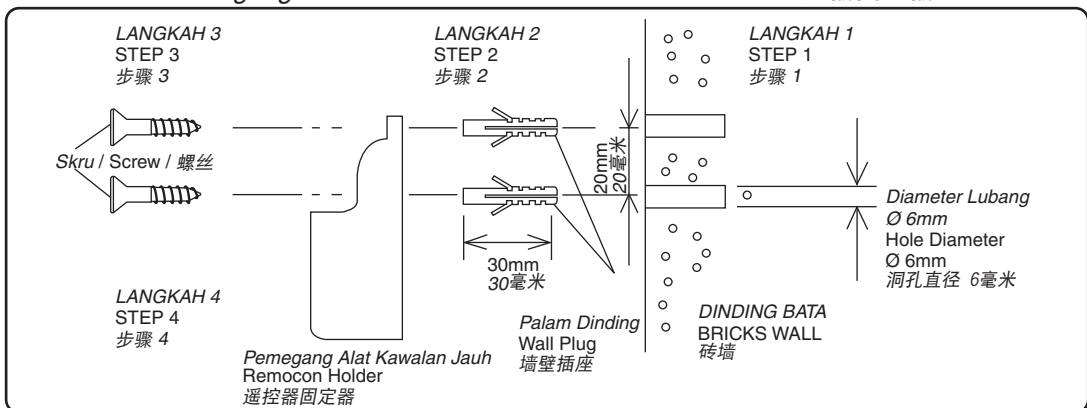 LANGKAH 3
STEP 3
步骤 3
LANGKAH 2
STEP 2
步骤 2
LANGKAH 1
STEP 1
步骤 1
Skru / Screw / 螺丝
20mm
20毫米
30mm
30毫米
Diameter Lubang
Ø 6mm
Hole Diameter
Ø 6mm
洞孔直径 6毫米
LANGKAH 4
STEP 4
步骤 4
Pemegang Alat Kawalan Jauh
Remocon Holder
遥控器固定器
Palam Dinding
Wall Plug
墙壁插座
DINDING BATA
BRICKS WALL
砖墙